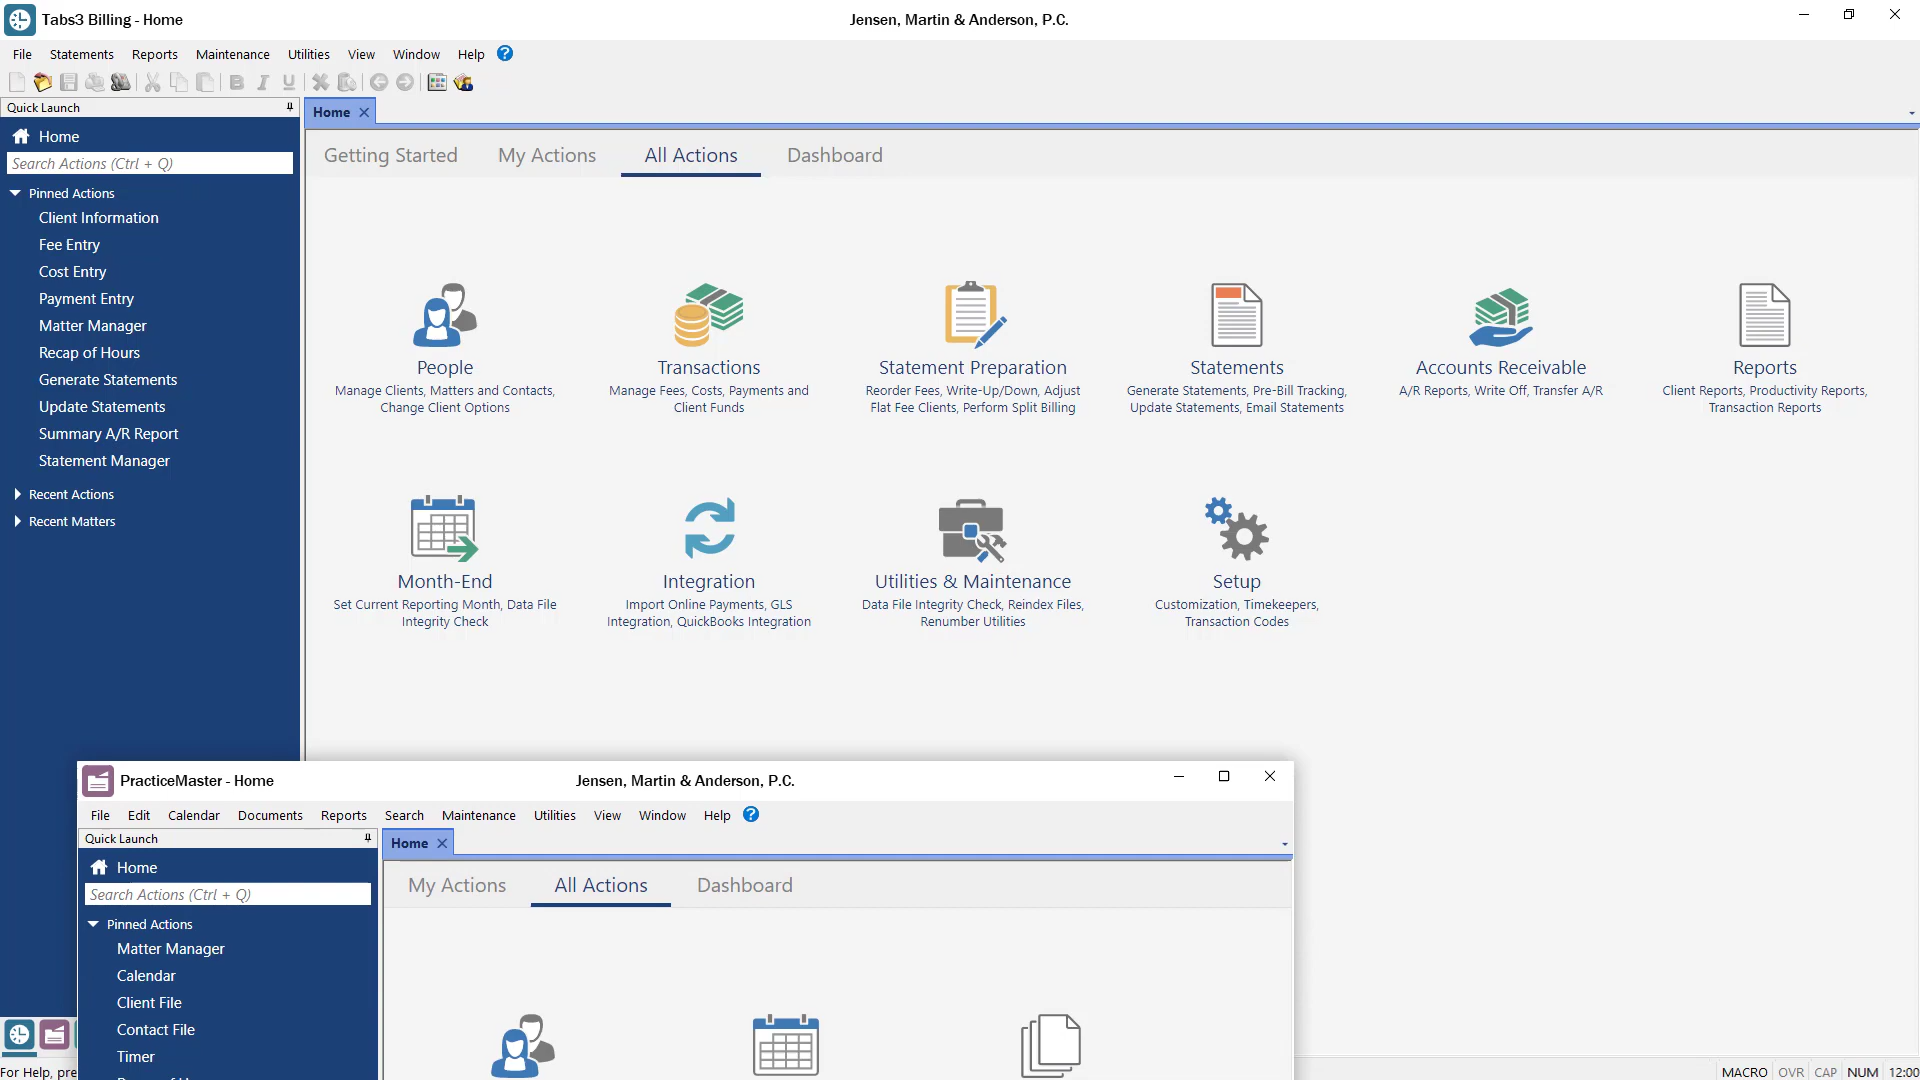 Tabs3 Billing - Home
Jensen, Martin & Anderson, P.C.
File Statements Reports Maintenance Utilities View Window Help
Quick Launch
Home
Home
Search Actions (Ctrl + Q)
Getting Started My Actions All Actions Dashboard
Pinned Actions
Client Information
Fee Entry
Cost Entry
Payment Entry
Matter Manager
Recap of Hours
Generate Statements
Update Statements
Summary A/R Report
Statement Manager
Recent Actions
Recent Matters
People
Manage Clients, Matters and Contacts,
Change Client Options
Transactions
Manage Fees, Costs, Payments and
Client Funds
Statement Preparation
Reorder Fees, Write-Up/Down, Adjust
Flat Fee Clients, Perform Split Billing
Statements
Generate Statements, Pre-Bill Tracking,
Update Statements, Email Statements
Accounts Receivable
A/R Reports, Write Off, Transfer A/R
Reports
Client Reports, Productivity Reports,
Transaction Reports
Month-End
Set Current Reporting Month, Data File
Integrity Check
Integration
Import Online Payments, GLS
Integration, QuickBooks Integration
Utilities & Maintenance
Data File Integrity Check, Reindex Files,
Renumber Utilities
Setup
Customization, Timekeepers,
Transaction Codes
PracticeMaster - Home
Jensen, Martin & Anderson, P.C.
File Edit Calendar Documents Reports Search Maintenance Utilities View Window Help
Quick Launch
Home
Home
Search Actions (Ctrl + Q)
My Actions All Actions Dashboard
Pinned Actions
Matter Manager
Calendar
Client File
Contact File
Timer
For Help, pre
MACRO OVR CAP NUM 12:00